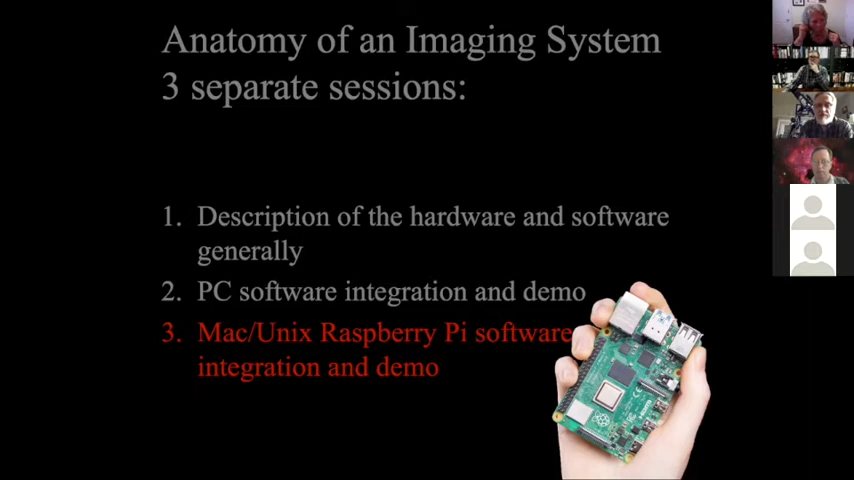 Anatomy of an Imaging System
3 separate sessions:
1. Description of the hardware and software
generally
2. PC software integration and demo
3. Mac/Unix Raspberry Pi software
integration and demo